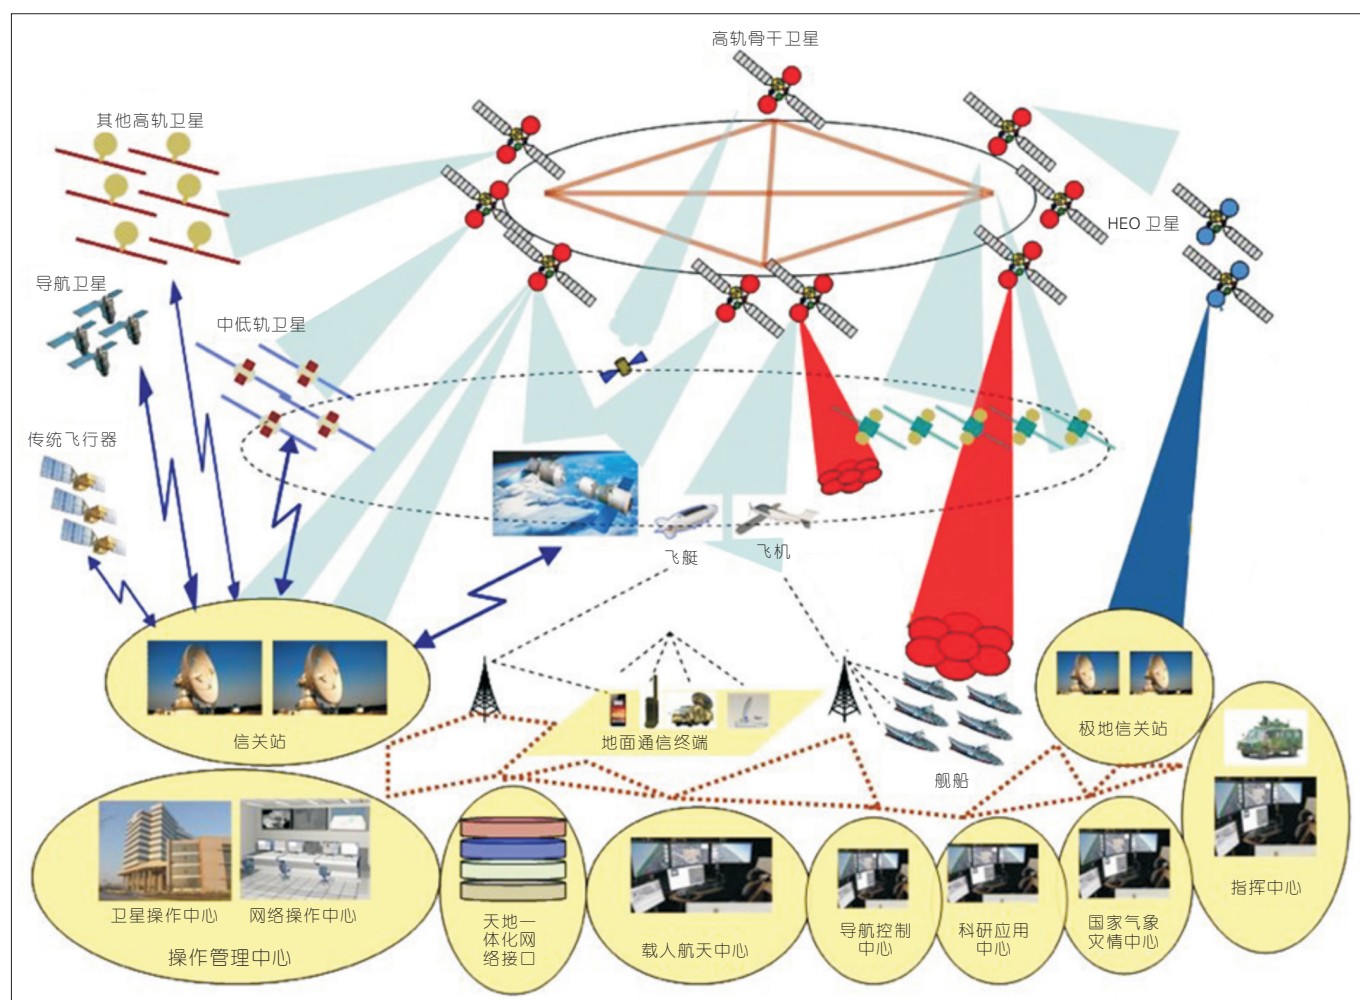 高轨骨干卫星
其他高轨卫星
HEO 卫星
导航卫星
中低轨卫星
传统飞行器
飞艇
飞机
信关站
地面通信终端
舰船
极地信关站
指挥中心
卫星操作中心
网络操作中心
操作管理中心
天地一
体化网
络接口
载人航天中心
导航控制
中心
科研应用
中心
国家气象
灾情中心